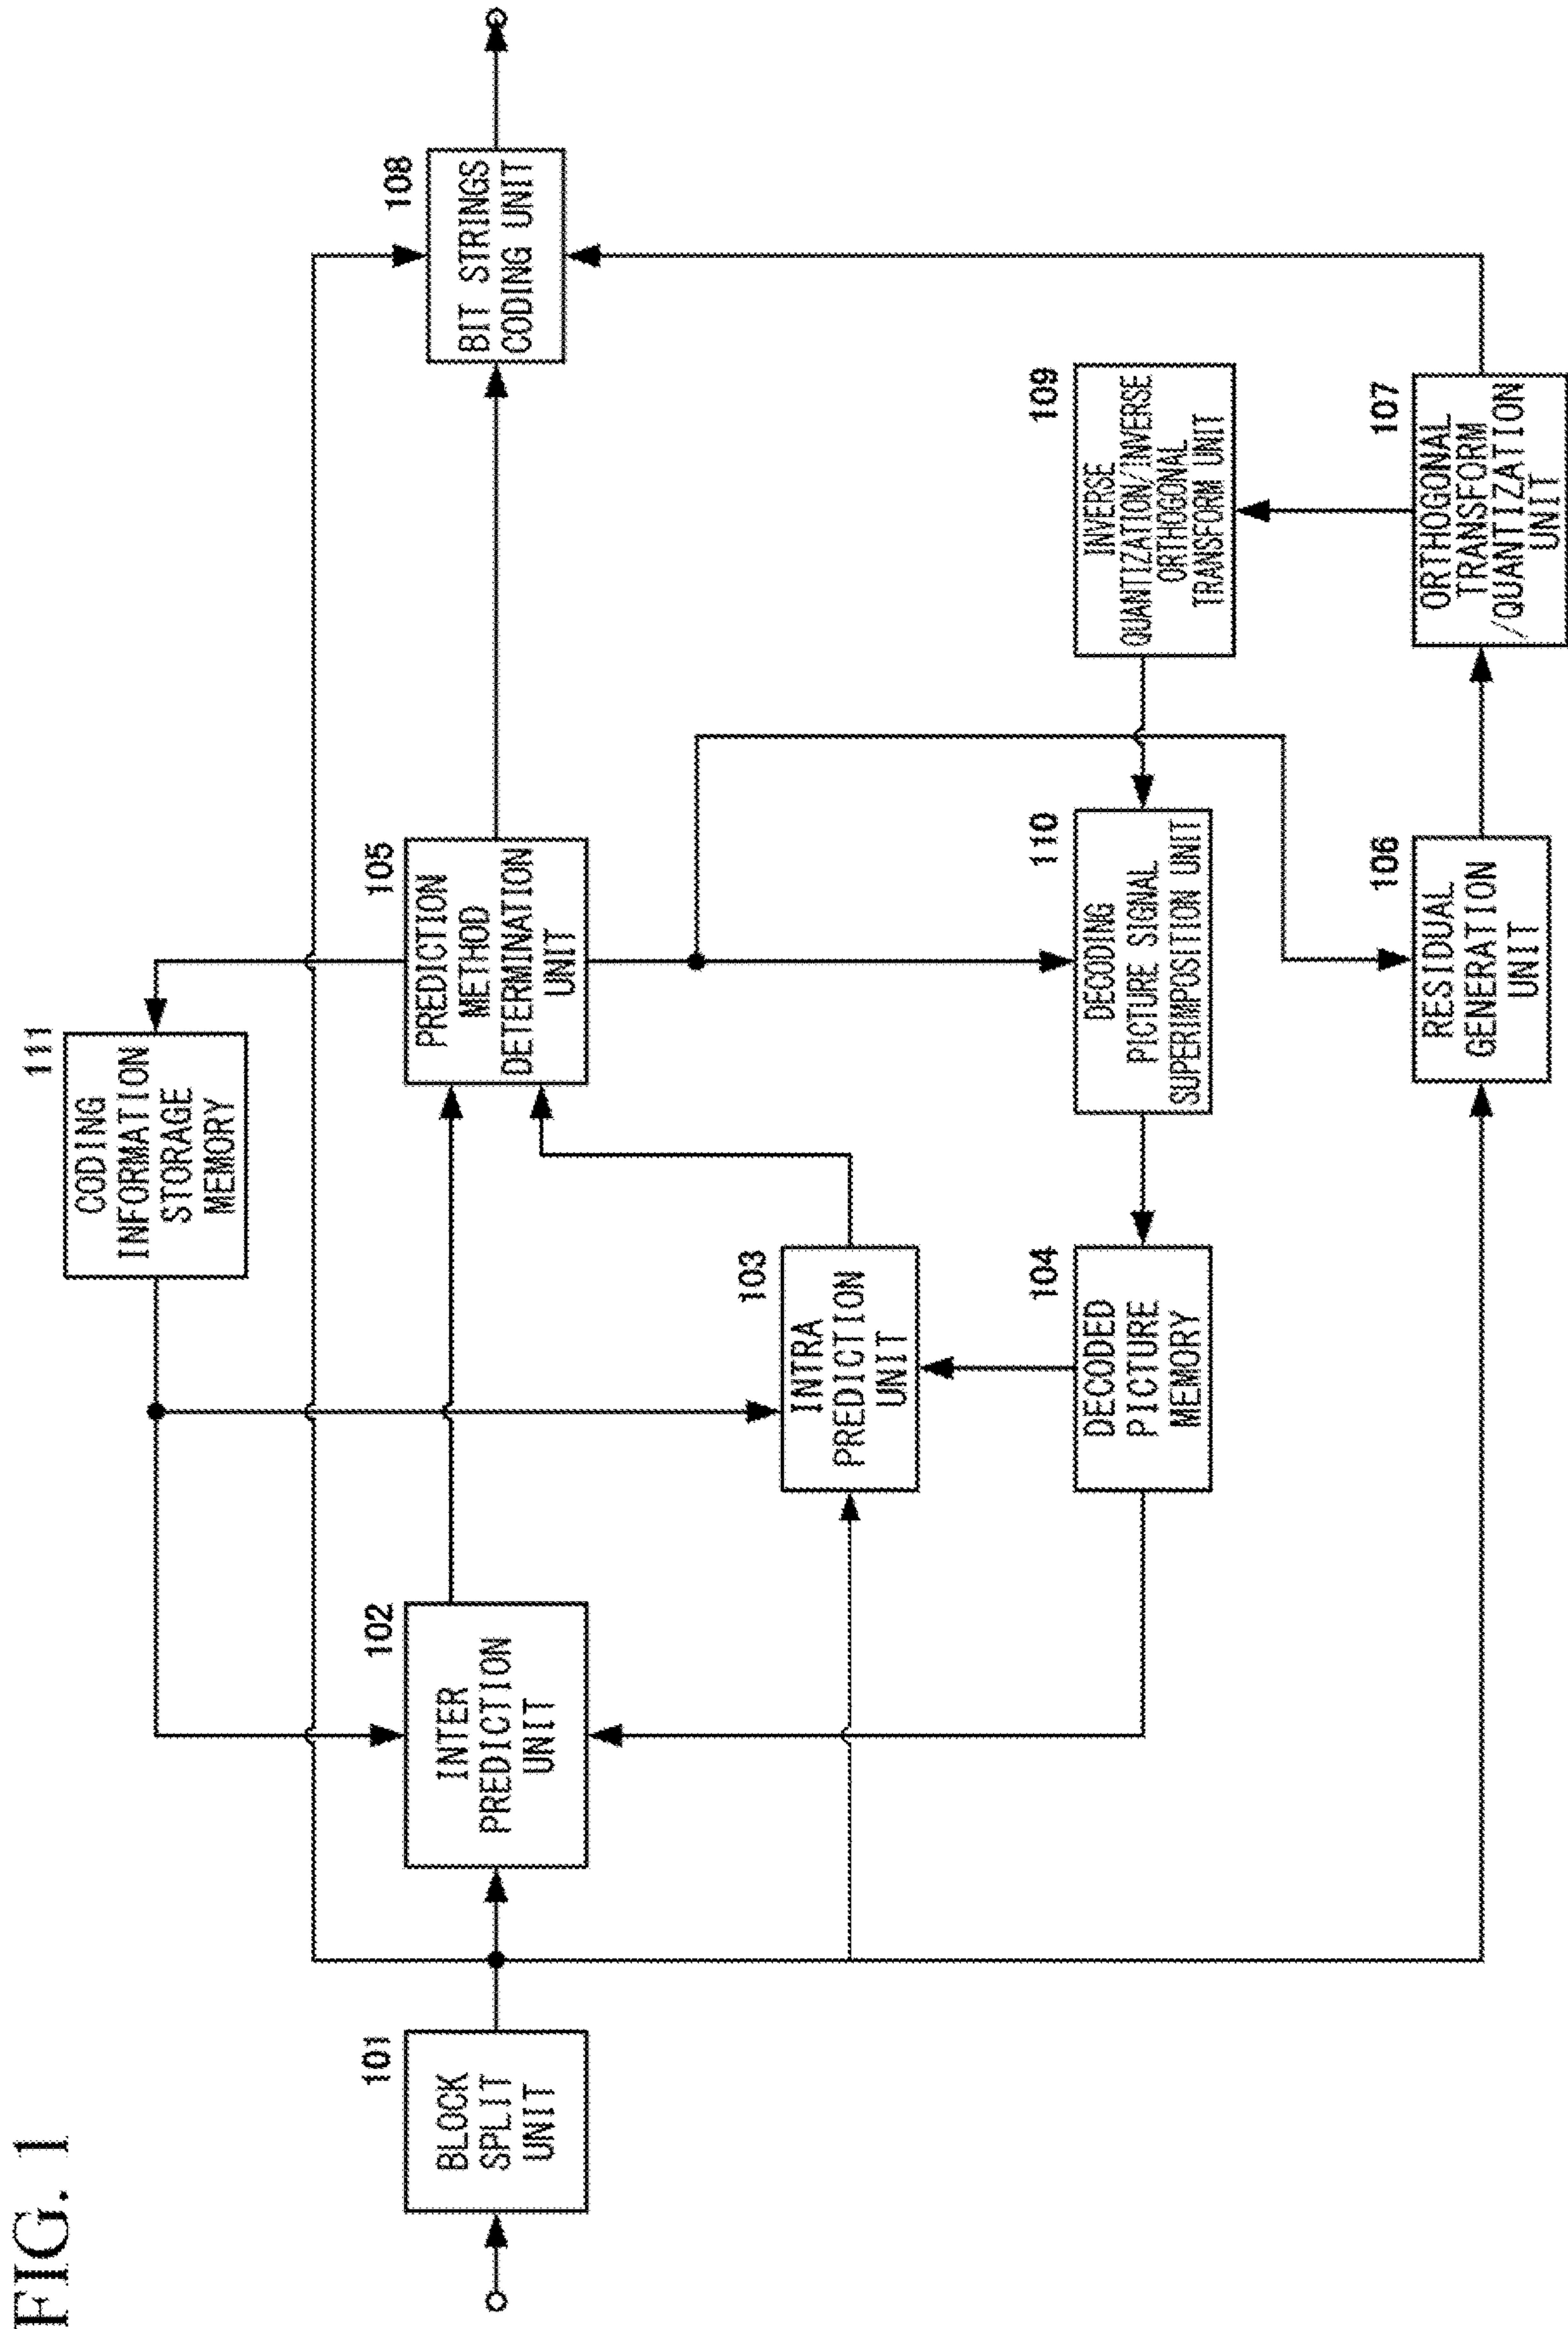 FIG. 1
111
CODING
INFORMATION
STORAGE
MEMORY
101
BLOCK
SPLIT
UNIT
102
INTER
PREDICTION
UNIT
105
PREDICTION
METHOD
DETERMINATION
UNIT
108
BIT STRINGS
CODING UNIT
103
INTRA
PREDICTION
UNIT
104
DECODED
PICTURE
MEMORY
110
DECODING
PICTURE SIGNAL
SUPERIMPOSITION UNIT
109
INVERSE
QUANTIZATION/INVERSE
ORTHOGONAL
TRANSFORM UNIT
106
RESIDUAL
GENERATION
UNIT
107
ORTHOGONAL
TRANSFORM
/QUANTIZATION
UNIT